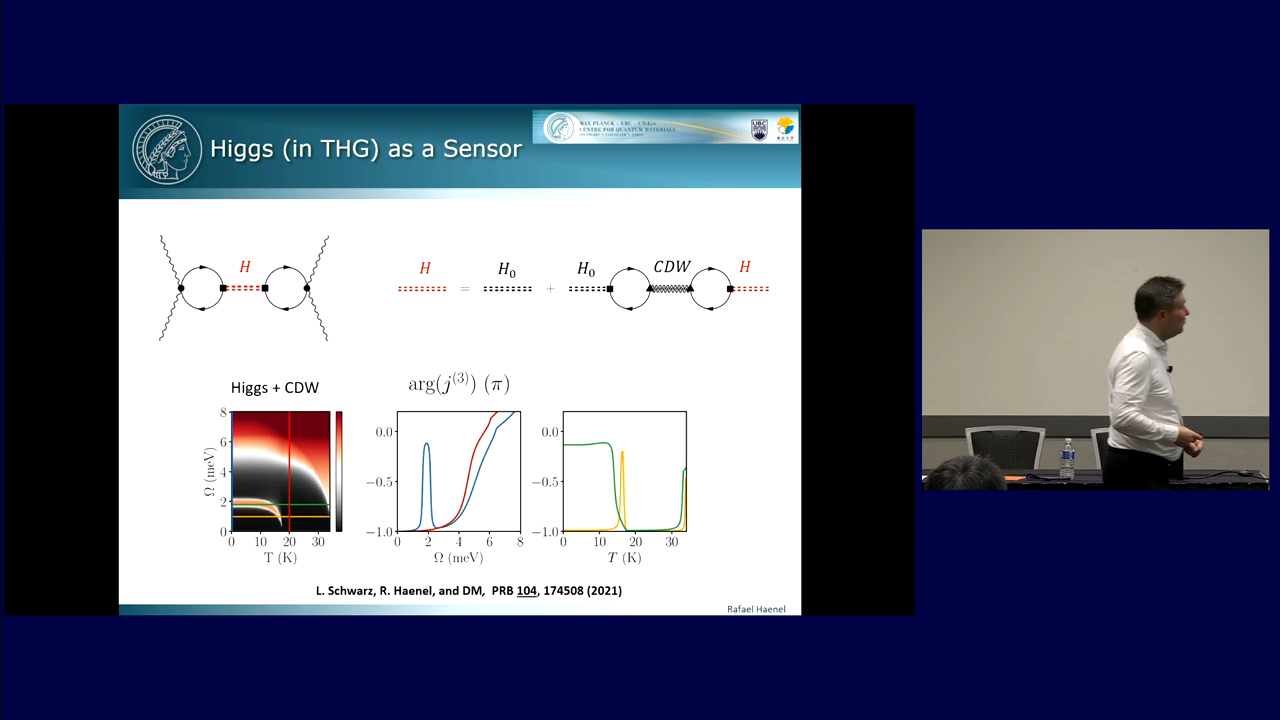 Higgs (in THG) as a Sensor
MAX PLANCK - UBC - UTokyo
CENTRE FOR QUANTUM MATERIALS
UBC
H
H = H₀ + H₀ CDW H
Higgs + CDW
8
6
4
2
0
Ω (meV)
0 10 20 30
T (K)
arg(j⁽³⁾) (π)
0.0
−0.5
−1.0
0 2 4 6 8
Ω (meV)
0.0
−0.5
−1.0
0 10 20 30
T (K)
L. Schwarz, R. Haenel, and DM, PRB 104, 174508 (2021)
Rafael Haenel